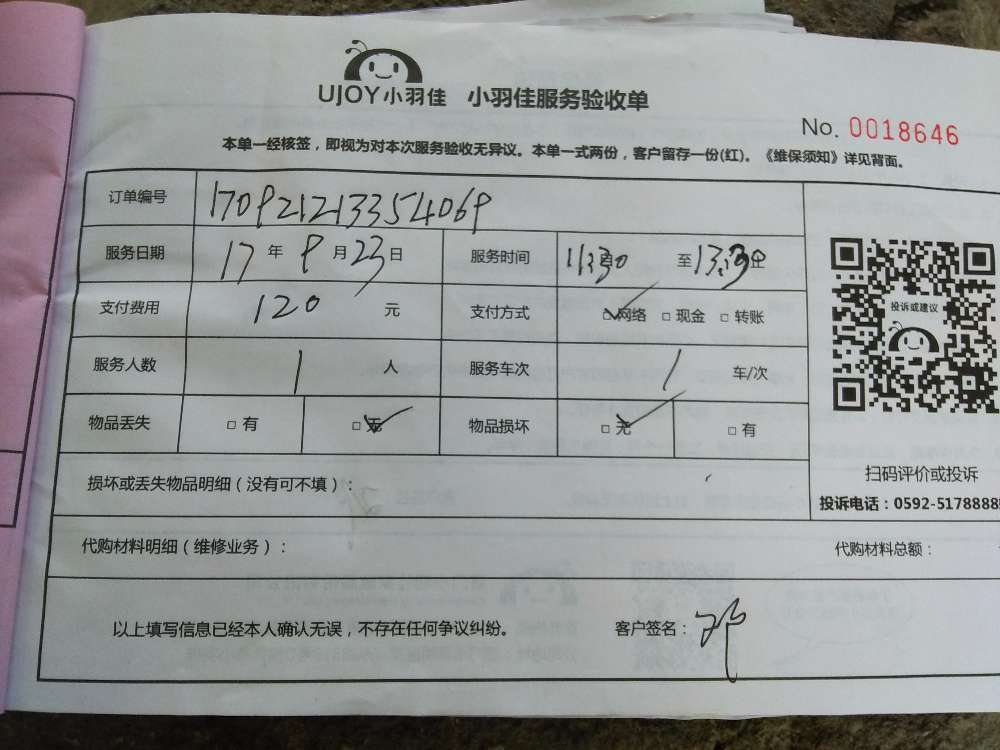 UJOY小羽佳 小羽佳服务验收单
No. 0018646
本单一经核签，即视为对本次服务验收无异议。本单一式两份，客户留存一份(红)。《维保须知》详见背面。
订单编号 170921213354069
服务日期 17 年 9 月 23 日 服务时间 11:30 至 13:30止
支付费用 120 元 支付方式 □网络 □现金 □转账
投诉或建议
服务人数 1 人 服务车次 1 车/次
物品丢失 □有 □无 物品损坏 □无 □有
扫码评价或投诉
损坏或丢失物品明细（没有可不填）：
投诉电话：0592-5178888
代购材料明细（维修业务）： 代购材料总额：
以上填写信息已经本人确认无误，不存在任何争议纠纷。 客户签名：